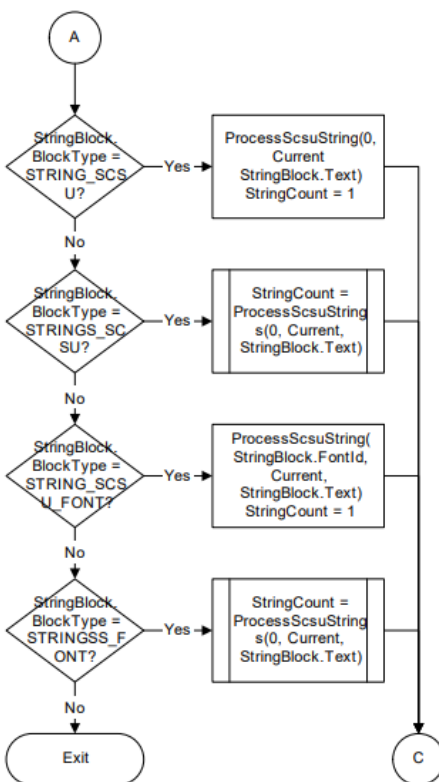 A
StringBlock.
BlockType =
STRING_SCS
U?
Yes
ProcessScsuString(0,
Current
StringBlock.Text)
StringCount = 1
No
StringBlock.
BlockType =
STRINGS_SC
SU?
Yes
StringCount =
ProcessScsuString
s(0, Current,
StringBlock.Text)
No
StringBlock.
BlockType =
STRING_SCS
U_FONT?
Yes
ProcessScsuString(
StringBlock.FontId,
Current,
StringBlock.Text)
StringCount = 1
No
StringBlock.
BlockType =
STRINGSS_F
ONT?
Yes
StringCount =
ProcessScsuString
s(0, Current,
StringBlock.Text)
No
Exit
C